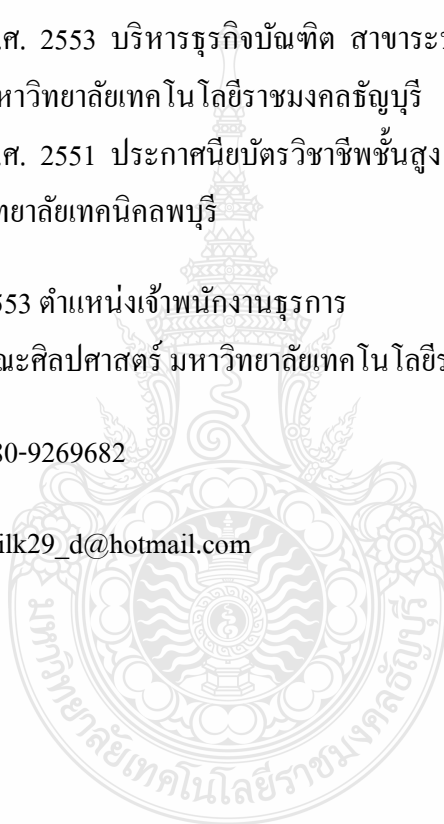 .ศ. 2553 บริหารธุรกิจบัณฑิต สาขาระ
หาวิทยาลัยเทคโนโลยีราชมงคลธัญบุรี
ศ. 2551 ประกาศนียบัตรวิชาชีพชั้นสูง
ทยาลัยเทคนิคลพบุรี
553 ตำแหน่งเจ้าพนักงานธุรการ
ณะศิลปศาสตร์ มหาวิทยาลัยเทคโนโลยีร
80-9269682
ilk29_d@hotmail.com
มหาวิทยาลัยเทคโนโลยีราชมงคลธัญบุรี